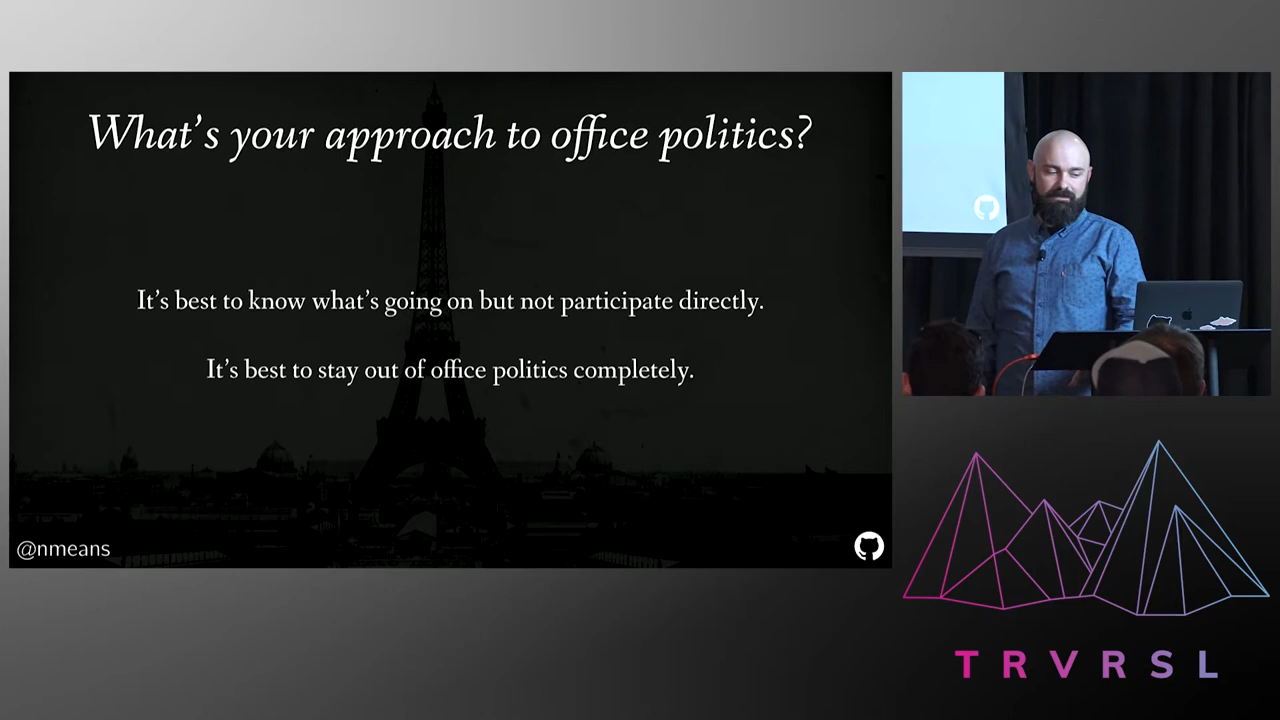 What's your approach to office politics?
It's best to know what's going on but not participate directly.
It's best to stay out of office politics completely.
@nmeans
TRVRSL